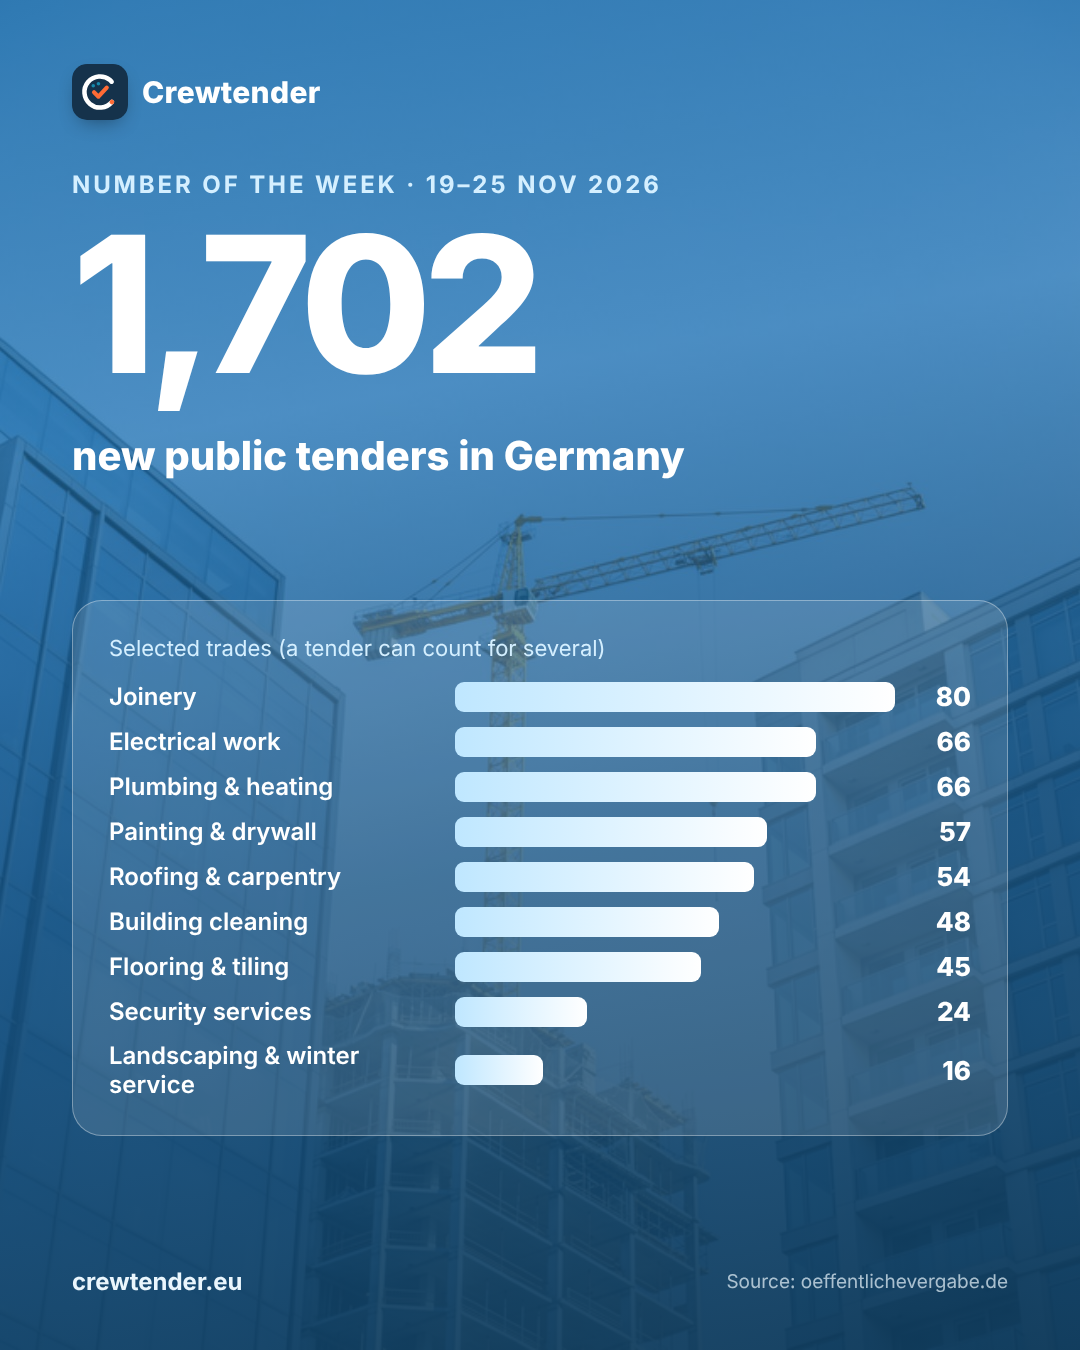 Crewtender
NUMBER OF THE WEEK · 19–25 NOV 2026
1,702
new public tenders in Germany
Selected trades (a tender can count for several)
Joinery 80
Electrical work 66
Plumbing & heating 66
Painting & drywall 57
Roofing & carpentry 54
Building cleaning 48
Flooring & tiling 45
Security services 24
Landscaping & winter
service 16
crewtender.eu
Source: oeffentlichevergabe.de